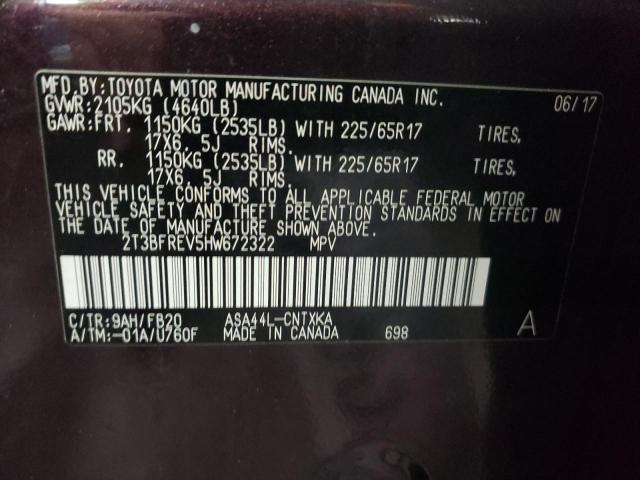 MFD.BY:TOYOTA MOTOR MANUFACTURING CANADA INC. 06/17
GVWR:2105KG (4640LB)
GAWR:FRT. 1150KG (2535LB) WITH 225/65R17 TIRES,
17X6. 5J RIMS.
RR. 1150KG (2535LB) WITH 225/65R17 TIRES,
17X6. 5J RIMS.
THIS VEHICLE CONFORMS TO ALL APPLICABLE FEDERAL MOTOR
VEHICLE SAFETY AND THEFT PREVENTION STANDARDS IN EFFECT ON
THE DATE OF MANUFACTURE SHOWN ABOVE.
2T3BFREV5HW672322 MPV
C/TR:9AH/FB20 ASA44L-CNTXKA
A/TM:-01A/U760F MADE IN CANADA 698 A